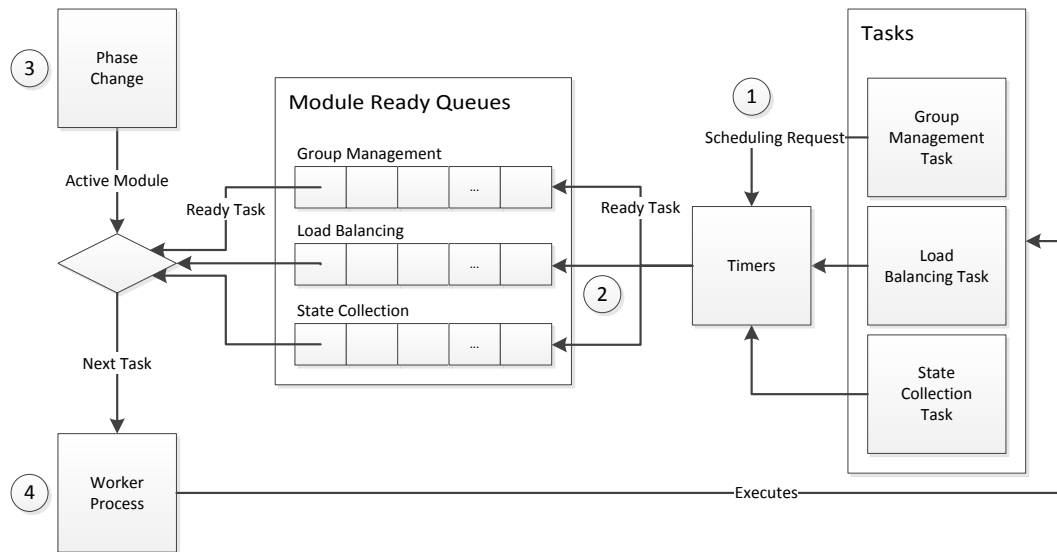 3
Phase
Change
Active Module
Module Ready Queues
Group Management
...
Ready Task
Load Balancing
...
State Collection
...
Next Task
4
Worker
Process
Ready Task
2
1
Scheduling Request
Timers
Tasks
Group
Management
Task
Load
Balancing Task
State
Collection
Task
Executes